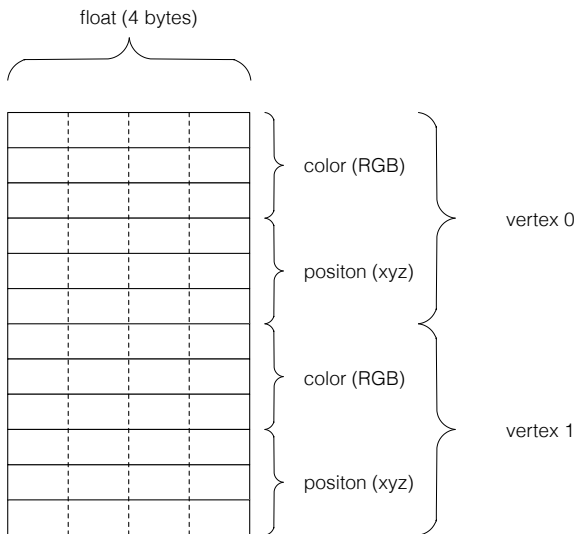 float (4 bytes)
color (RGB)
vertex 0
positon (xyz)
color (RGB)
vertex 1
positon (xyz)